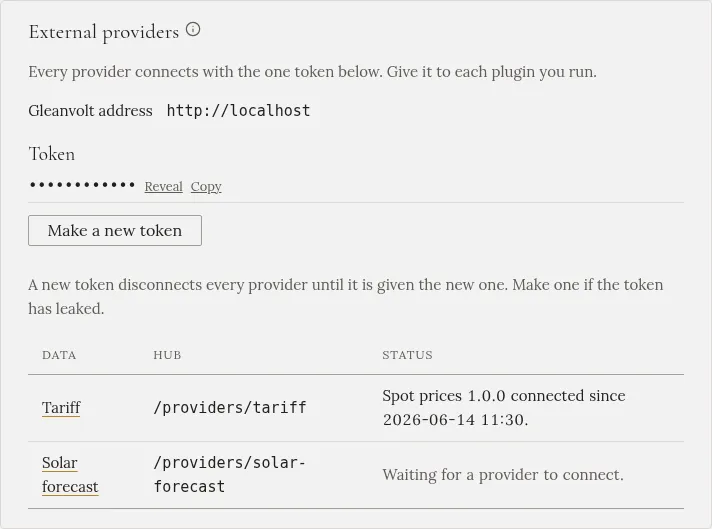 External providers
Every provider connects with the one token below. Give it to each plugin you run.
Gleanvolt address http://localhost
Token
•••••••••••• Reveal Copy
Make a new token
A new token disconnects every provider until it is given the new one. Make one if the token
has leaked.
DATA HUB STATUS
Tariff /providers/tariff Spot prices 1.0.0 connected since
2026-06-14 11:30.
Solar
forecast /providers/solar-
forecast Waiting for a provider to connect.